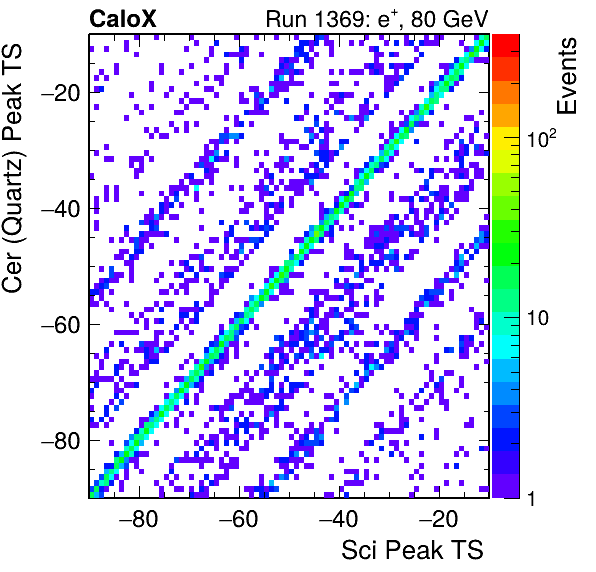 CaloX Run 1369: e⁺, 80 GeV
Cer (Quartz) Peak TS
−20
−40
−60
−80
−80 −60 −40 −20
Sci Peak TS
Events
10²
10
1